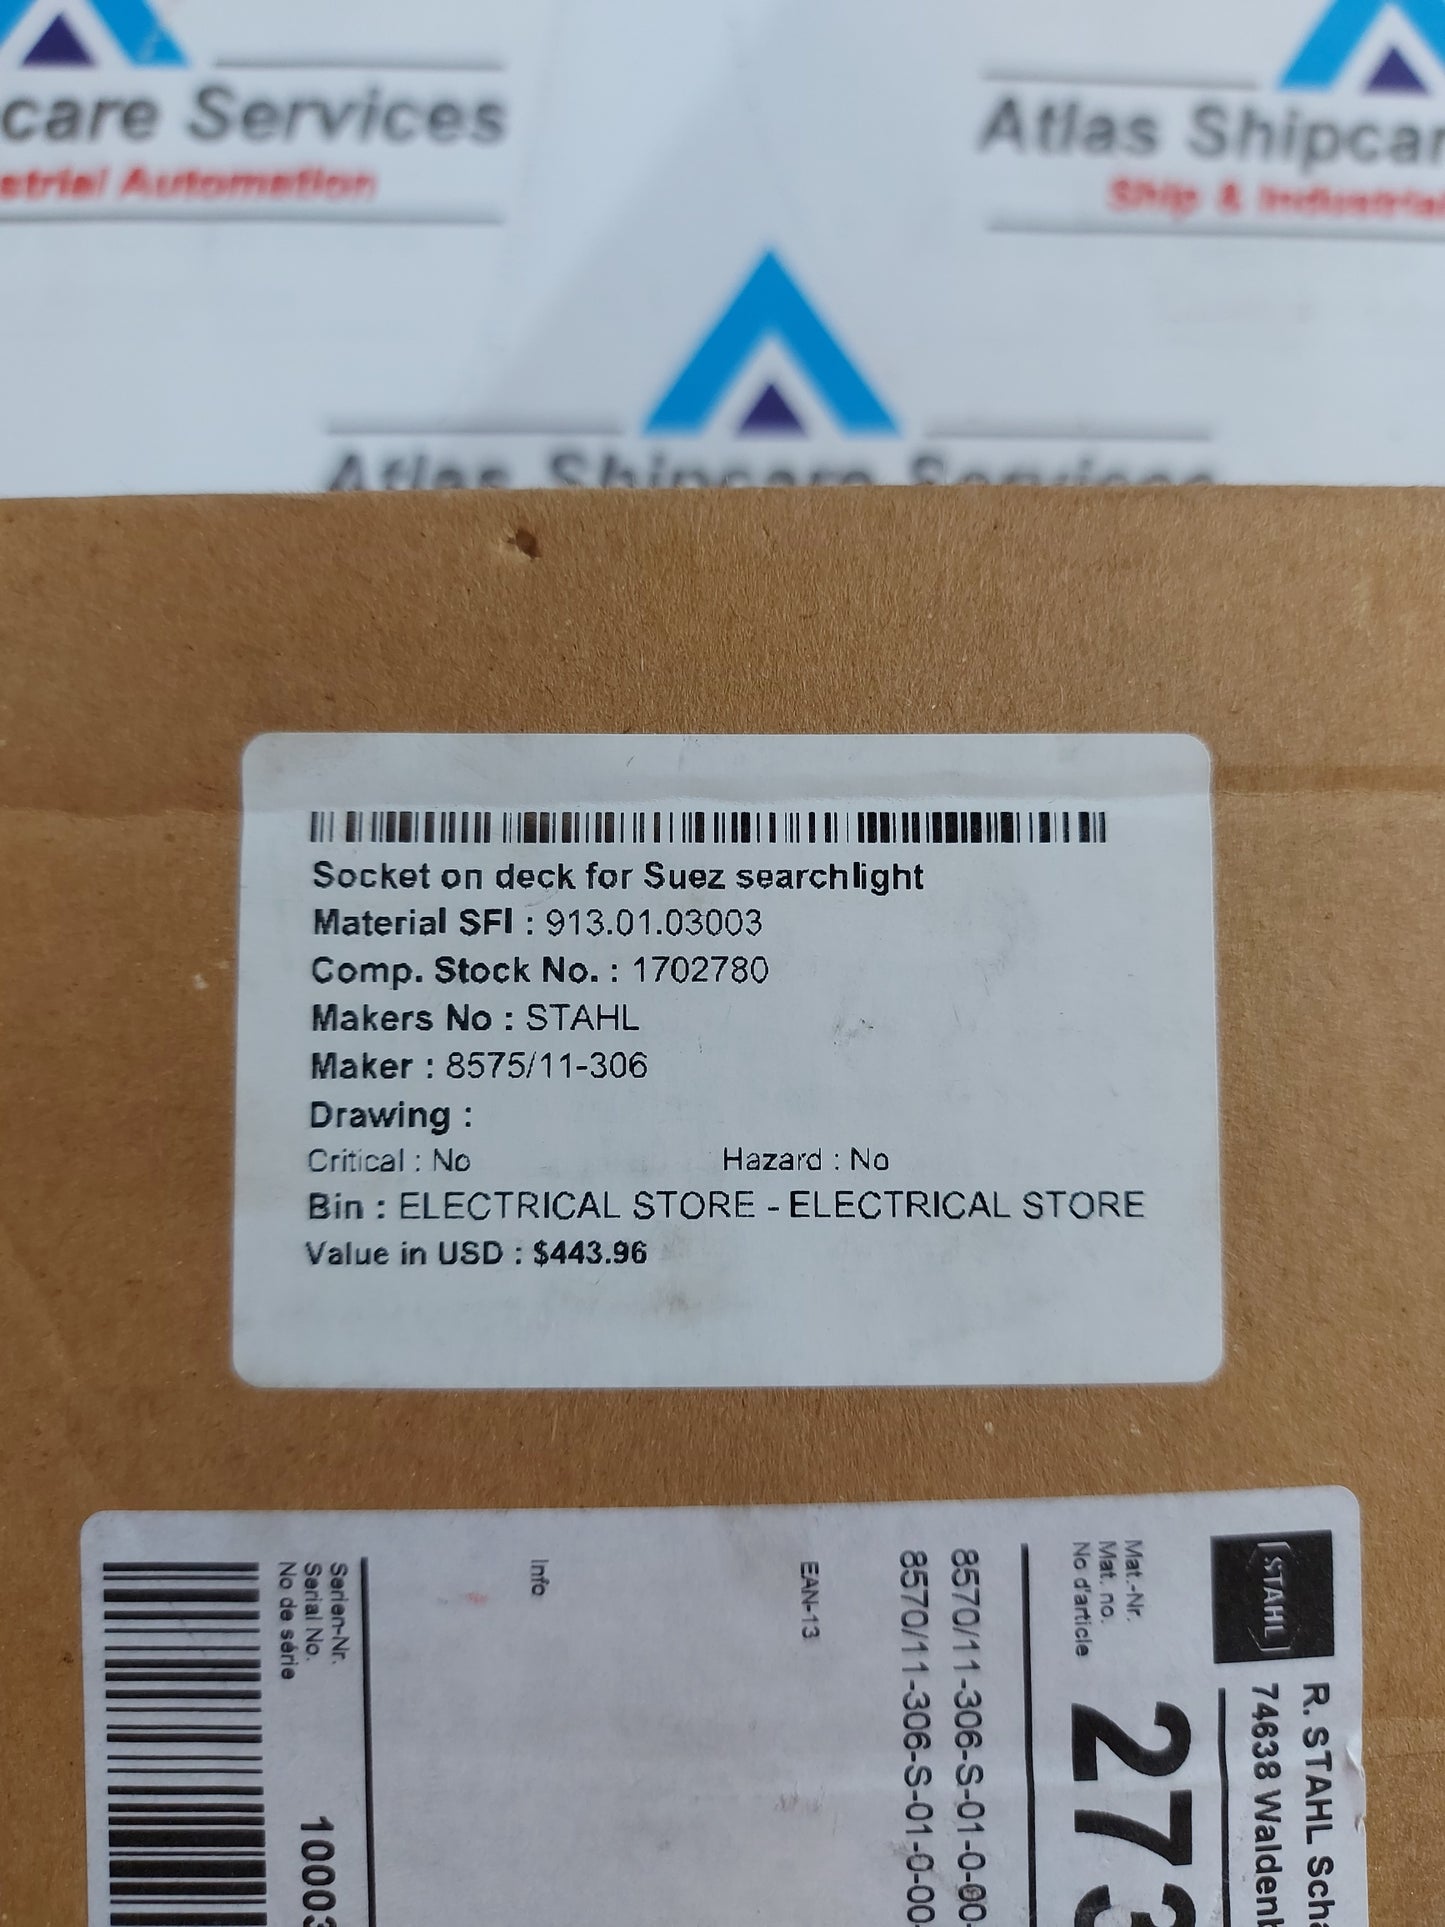 care Services
strial Automation
Atlas Shipcar
Ship & Industrial
Atlas Shipcare Services
Socket on deck for Suez searchlight
Material SFI : 913.01.03003
Comp. Stock No. : 1702780
Makers No : STAHL
Maker : 8575/11-306
Drawing :
Critical : No Hazard : No
Bin : ELECTRICAL STORE - ELECTRICAL STORE
Value in USD : $443.96
STAHL
R. STAHL Scha
74638 Waldenb
Mat.-Nr.
Mat. no.
No d'article
273
8570/11-306-S-01-0-00-
8570/11-306-S-01-0-00-
EAN-13
Info
Serien-Nr.
Serial No.
No de série
10003